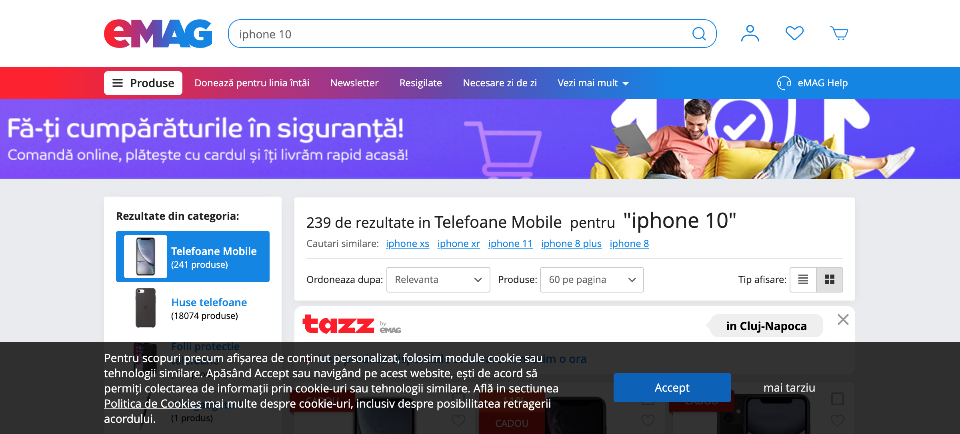 eMAG
iphone 10
Produse
Donează pentru linia întâi
Newsletter
Resigilate
Necesare zi de zi
Vezi mai mult
eMAG Help
Fă-ți cumpărăturile în siguranță!
Comandă online, plătește cu cardul și îți livrăm rapid acasă!
Rezultate din categoria:
Telefoane Mobile
(241 produse)
Huse telefoane
(18074 produse)
239 de rezultate in Telefoane Mobile pentru "iphone 10"
Cautari similare: iphone xs iphone xr iphone 11 iphone 8 plus iphone 8
Ordoneaza dupa: Relevanta Produse: 60 pe pagina Tip afisare:
tazz by eMAG
in Cluj-Napoca
Folii protectie
o ora
Pentru scopuri precum afișarea de conținut personalizat, folosim module cookie sau
tehnologii similare. Apăsând Accept sau navigând pe acest website, ești de acord să
permiți colectarea de informații prin cookie-uri sau tehnologii similare. Află in sectiunea
Politica de Cookies mai multe despre cookie-uri, inclusiv despre posibilitatea retragerii
acordului.
Accept
mai tarziu
(1 produs)
CADOU